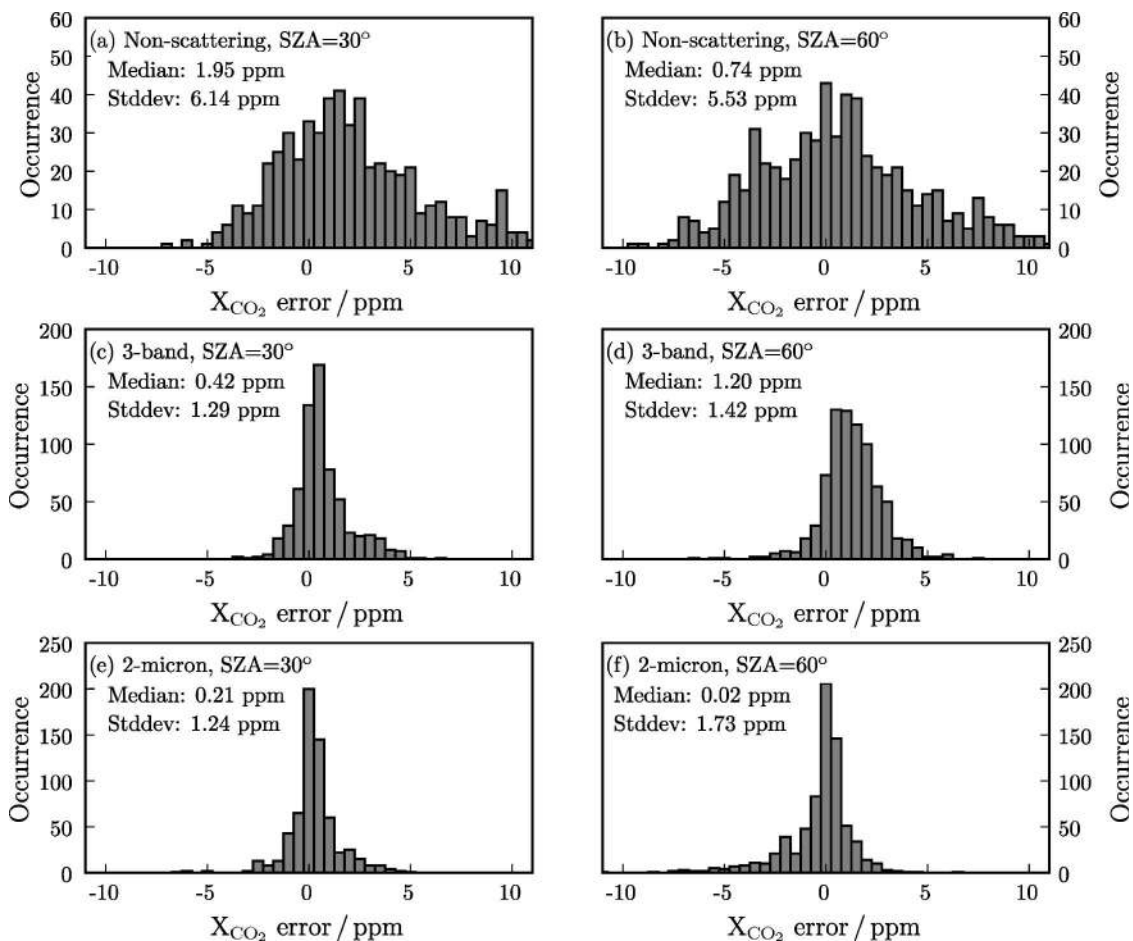 (a) Non-scattering, SZA=30°
Median: 1.95 ppm
Stddev: 6.14 ppm
Occurrence
60
50
40
30
20
10
0
-10 -5 0 5 10
X_CO₂ error / ppm
(b) Non-scattering, SZA=60°
Median: 0.74 ppm
Stddev: 5.53 ppm
Occurrence
60
50
40
30
20
10
0
-10 -5 0 5 10
X_CO₂ error / ppm
(c) 3-band, SZA=30°
Median: 0.42 ppm
Stddev: 1.29 ppm
Occurrence
200
150
100
50
0
-10 -5 0 5 10
X_CO₂ error / ppm
(d) 3-band, SZA=60°
Median: 1.20 ppm
Stddev: 1.42 ppm
Occurrence
200
150
100
50
0
-10 -5 0 5 10
X_CO₂ error / ppm
(e) 2-micron, SZA=30°
Median: 0.21 ppm
Stddev: 1.24 ppm
Occurrence
250
200
150
100
50
0
-10 -5 0 5 10
X_CO₂ error / ppm
(f) 2-micron, SZA=60°
Median: 0.02 ppm
Stddev: 1.73 ppm
Occurrence
250
200
150
100
50
0
-10 -5 0 5 10
X_CO₂ error / ppm